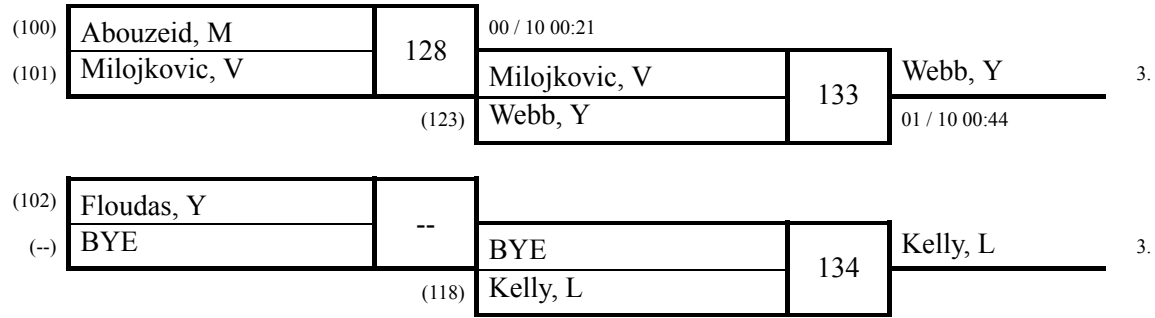 (100) Abouzeid, M 128 00 / 10 00:21
(101) Milojkovic, V Milojkovic, V 133 Webb, Y 3.
(123) Webb, Y 01 / 10 00:44
(102) Floudas, Y --
(--) BYE BYE 134 Kelly, L 3.
(118) Kelly, L